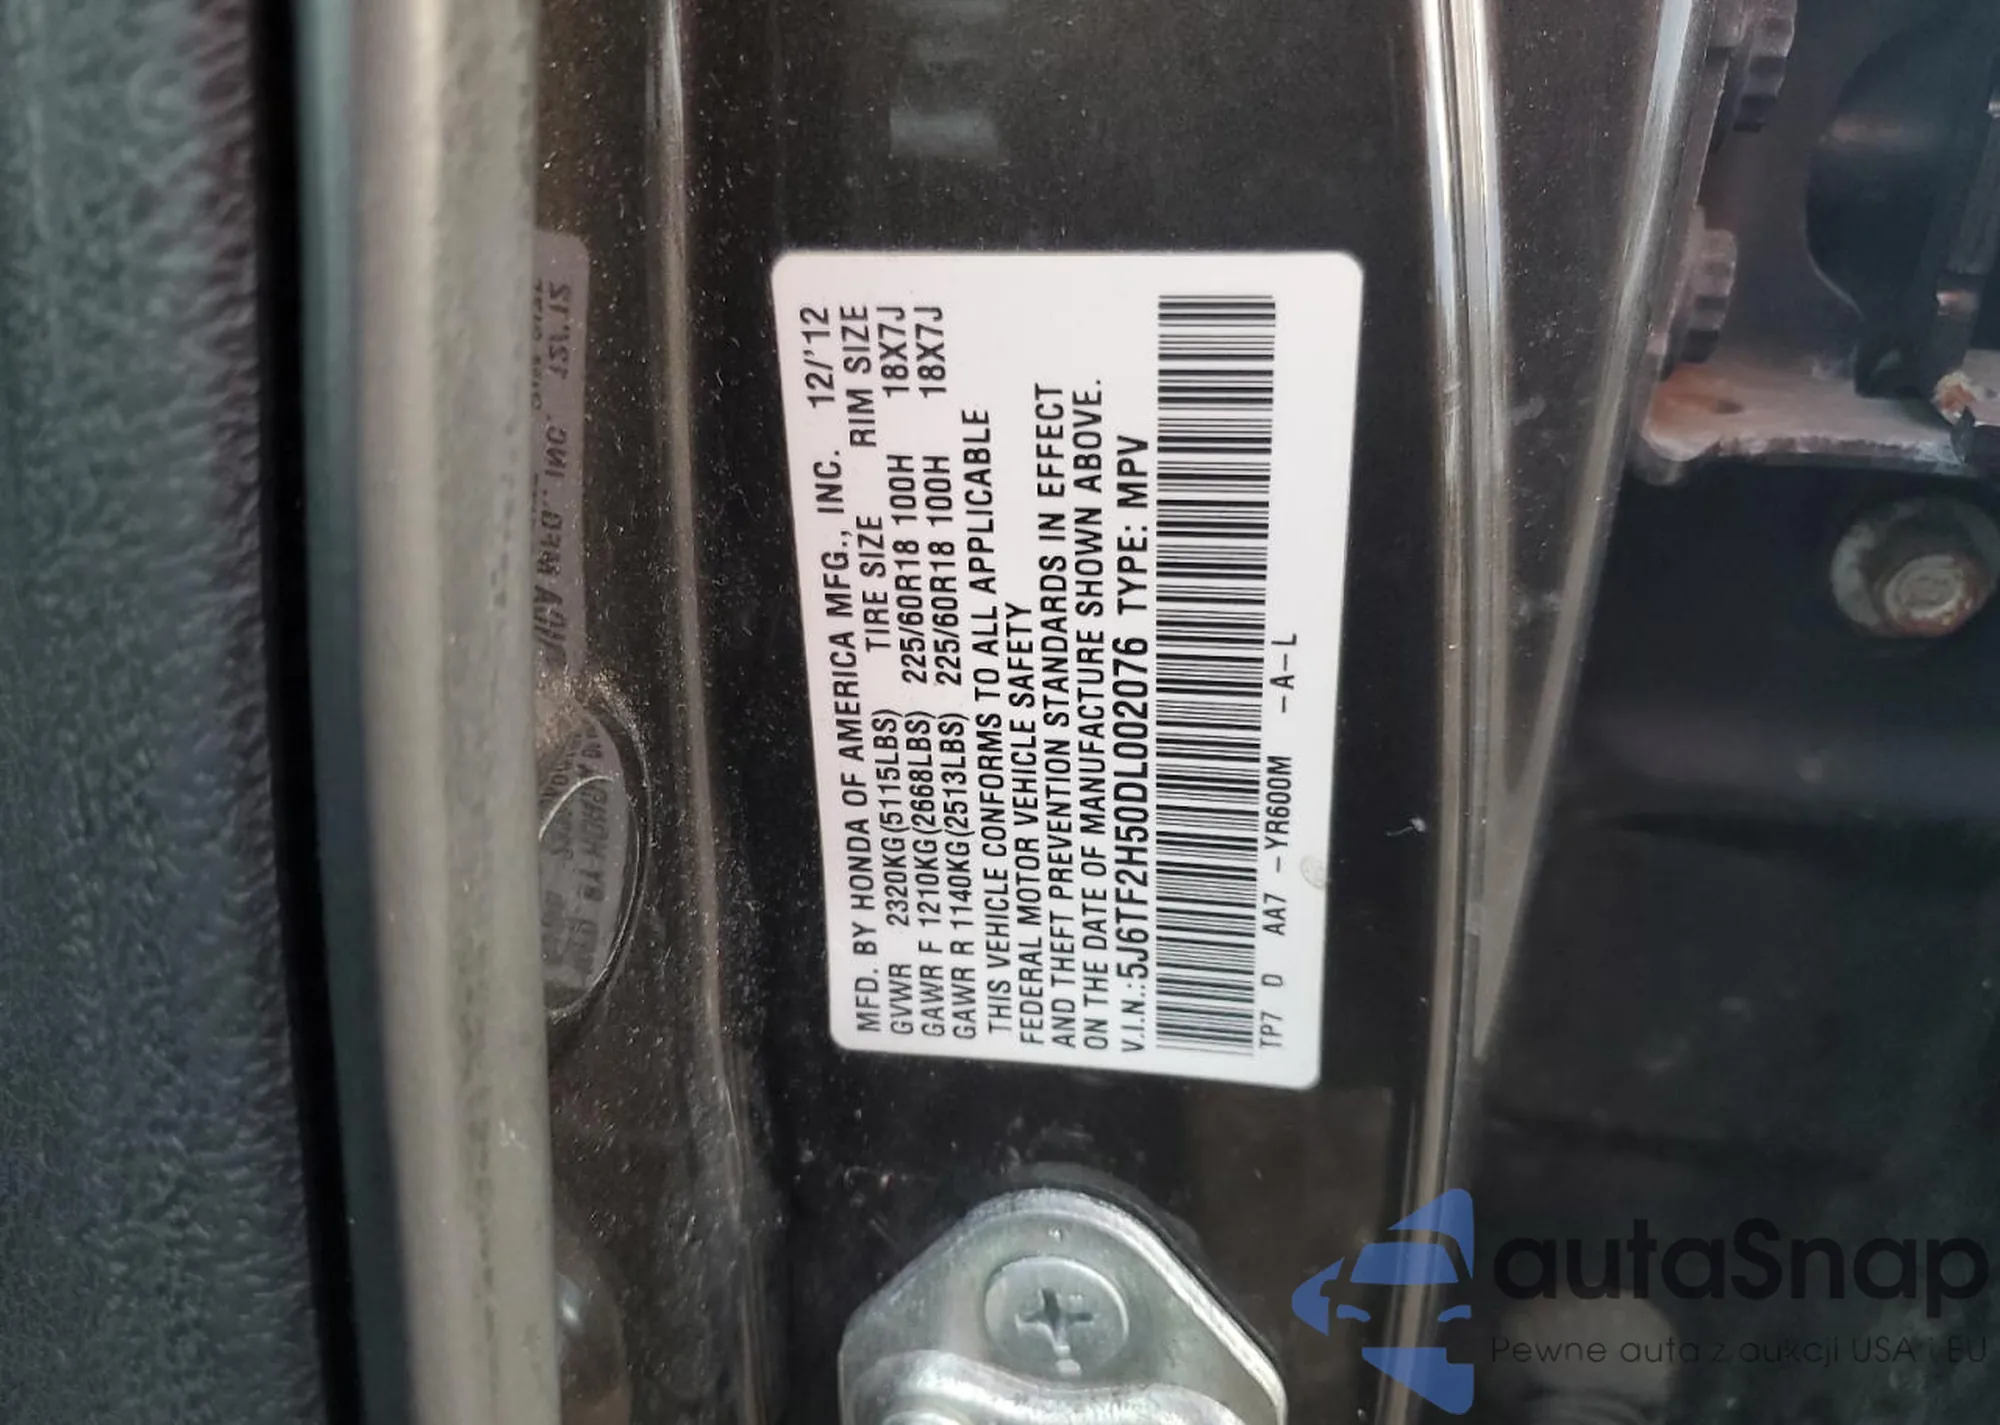 MFD. BY HONDA OF AMERICA MFG., INC. 12/'12
GVWR 2320KG(5115LBS) TIRE SIZE RIM SIZE
GAWR F 1210KG(2668LBS) 225/60R18 100H 18X7J
GAWR R 1140KG(2513LBS) 225/60R18 100H 18X7J
THIS VEHICLE CONFORMS TO ALL APPLICABLE
FEDERAL MOTOR VEHICLE SAFETY
AND THEFT PREVENTION STANDARDS IN EFFECT
ON THE DATE OF MANUFACTURE SHOWN ABOVE.
V.I.N.:5J6TF2H50DL002076 TYPE: MPV
TP7 D AA7 -YR600M -A-L
autaSnap
Pewne auta z aukcji USA i EU